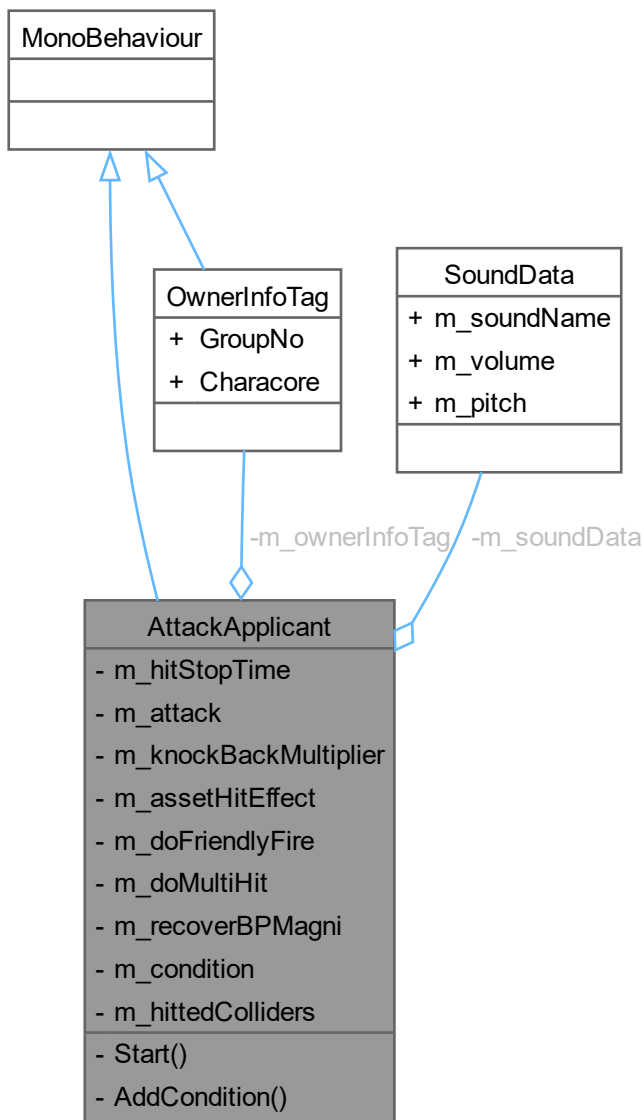 MonoBehaviour
OwnerInfoTag
+ GroupNo
+ Characore
SoundData
+ m_soundName
+ m_volume
+ m_pitch
-m_ownerInfoTag
-m_soundData
AttackApplicant
- m_hitStopTime
- m_attack
- m_knockBackMultiplier
- m_assetHitEffect
- m_doFriendlyFire
- m_doMultiHit
- m_recoverBPMagni
- m_condition
- m_hittedColliders
- Start()
- AddCondition()